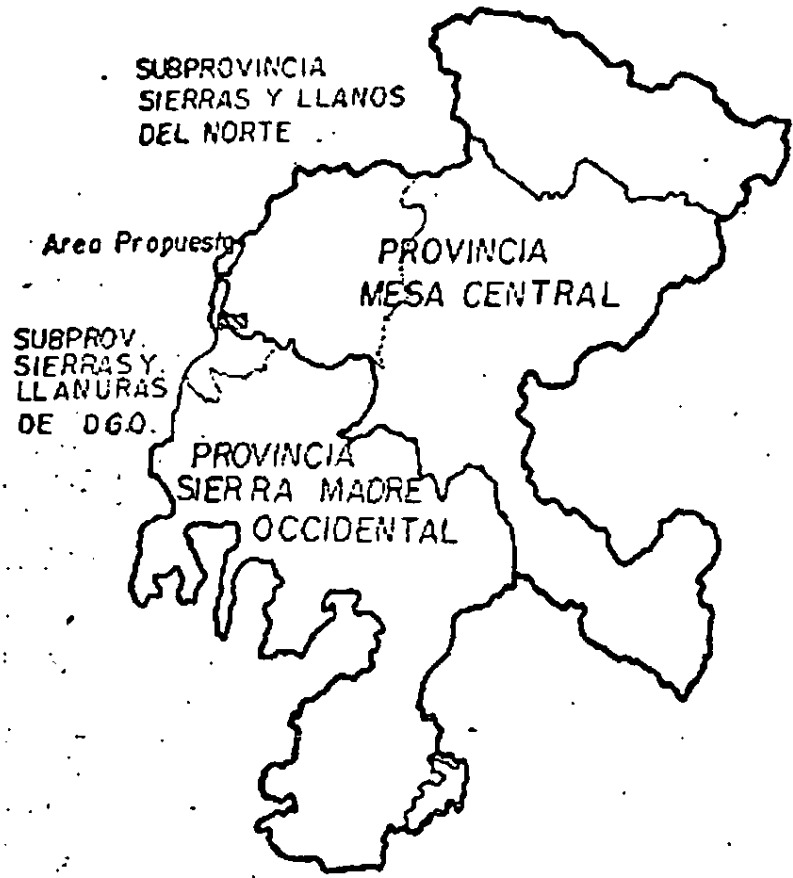 SUBPROVINCIA
SIERRAS Y LLANOS
DEL NORTE
Area Propuesta
PROVINCIA
MESA CENTRAL
SUBPROV.
SIERRAS Y.
LLANURAS
DE DGO.
PROVINCIA
SIERRA MADRE
OCCIDENTAL